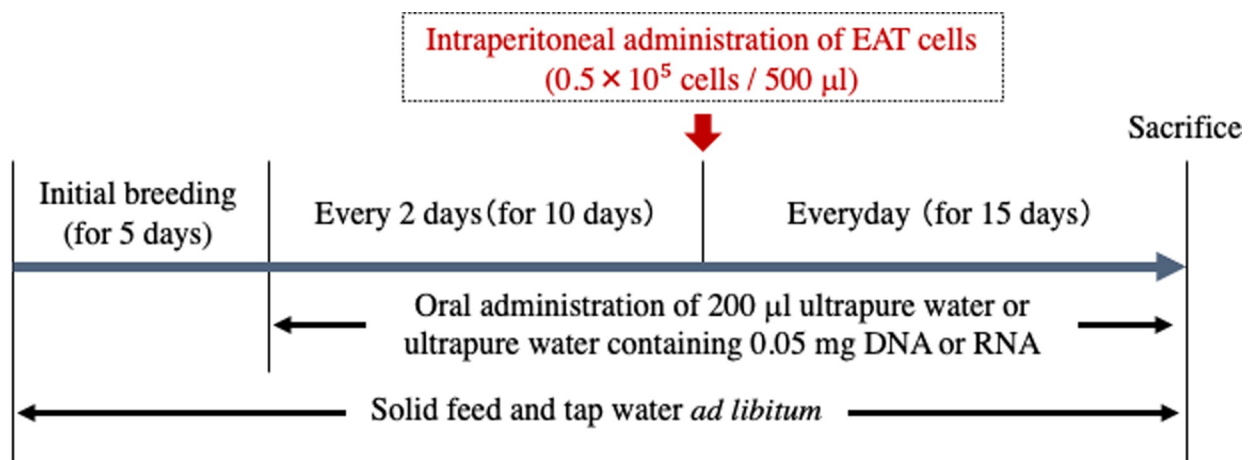 Intraperitoneal administration of EAT cells
(0.5 × 10⁵ cells / 500 µl)
Sacrifice
Initial breeding
(for 5 days)
Every 2 days (for 10 days)
Everyday (for 15 days)
Oral administration of 200 µl ultrapure water or
ultrapure water containing 0.05 mg DNA or RNA
Solid feed and tap water ad libitum